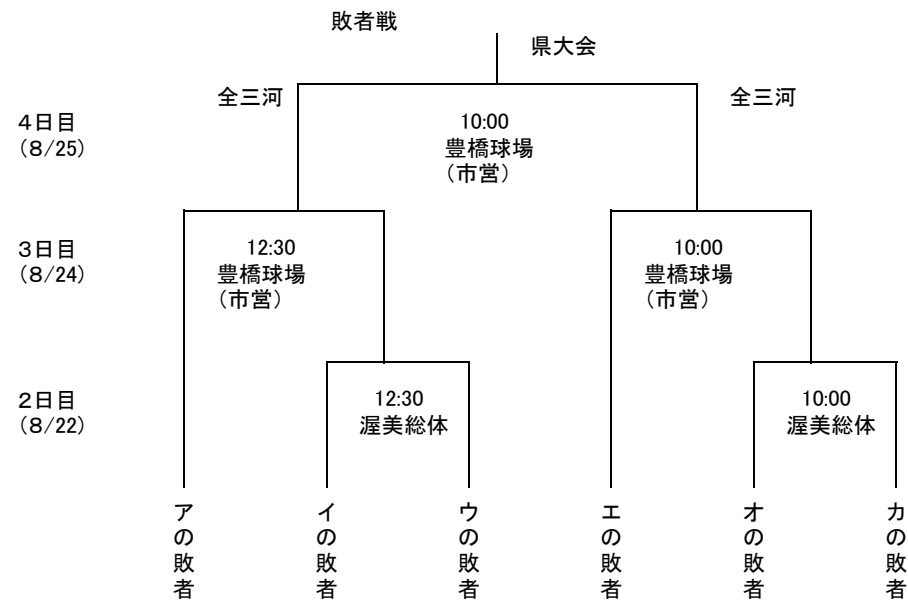 敗者戦
県大会
全三河
全三河
4日目
（8/25）
10:00
豊橋球場
（市営）
3日目
（8/24）
12:30
豊橋球場
（市営）
10:00
豊橋球場
（市営）
2日目
（8/22）
12:30
渥美総体
10:00
渥美総体
アの敗者
イの敗者
ウの敗者
エの敗者
オの敗者
カの敗者